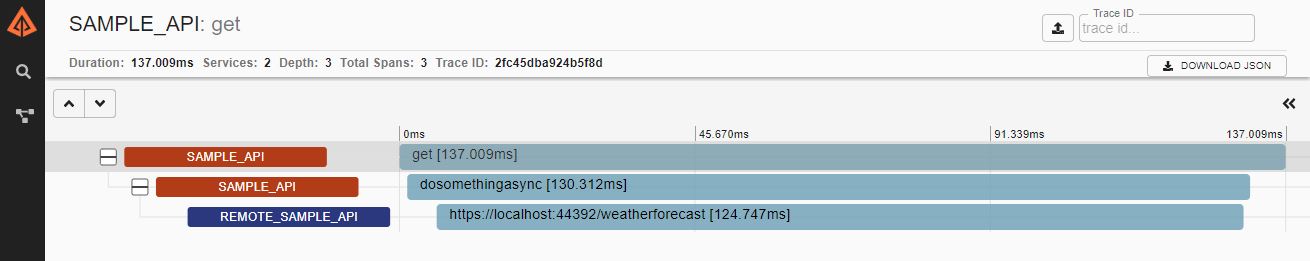 SAMPLE_API: get
Trace ID
trace id...
Duration: 137.009ms Services: 2 Depth: 3 Total Spans: 3 Trace ID: 2fc45dba924b5f8d
DOWNLOAD JSON
0ms 45.670ms 91.339ms 137.009ms
SAMPLE_API get [137.009ms]
SAMPLE_API dosomethingasync [130.312ms]
REMOTE_SAMPLE_API https://localhost:44392/weatherforecast [124.747ms]